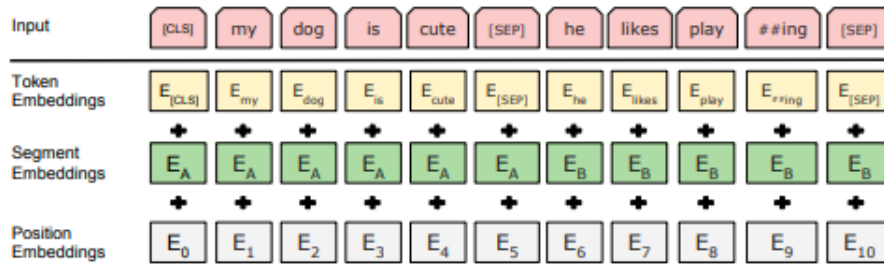 Input [CLS] my dog is cute [SEP] he likes play ##ing [SEP]
Token Embeddings E[CLS] Emy Edog Eis Ecute E[SEP] Ehe Elikes Eplay E##ing E[SEP]
+ + + + + + + + + + +
Segment Embeddings EA EA EA EA EA EA EB EB EB EB EB
+ + + + + + + + + + +
Position Embeddings E0 E1 E2 E3 E4 E5 E6 E7 E8 E9 E10